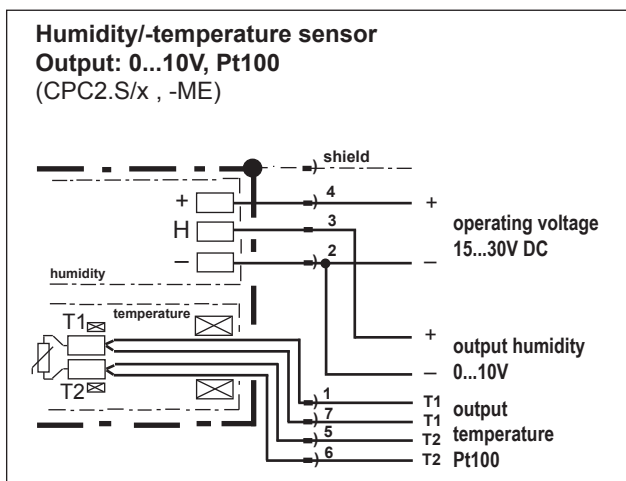 Humidity/-temperature sensor
Output: 0...10V, Pt100
(CPC2.S/x , -ME)
shield
+ 4 +
H 3
operating voltage
15...30V DC
– 2 –
humidity
temperature
T1
T2
+
output humidity
– 0...10V
1 T1
7 T1
5 T2
6 T2
output
temperature
Pt100